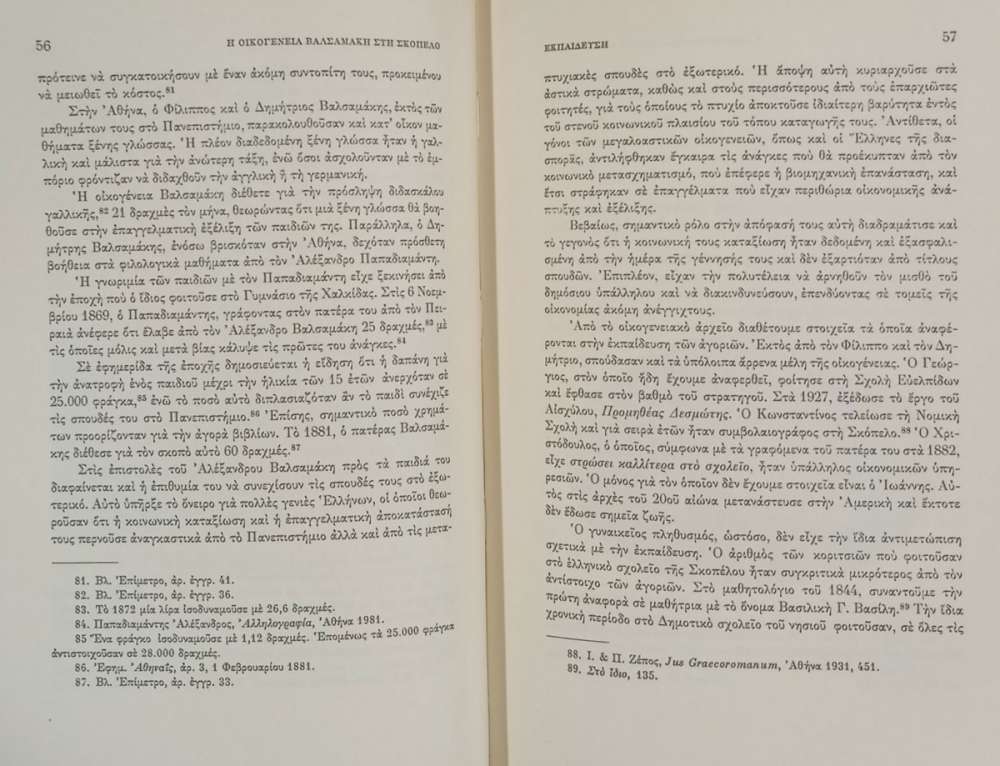 56
Η ΟΙΚΟΓΕΝΕΙΑ ΒΑΛΣΑΜΑΚΗ ΣΤΗ ΣΚΟΠΕΛΟ
πρότεινε νὰ συγκατοικήσουν μὲ ἕναν ἀκόμη συντοπίτη τους, προκειμένου
νὰ μειωθεῖ τὸ κόστος.81
Στὴν Ἀθήνα, ὁ Φίλιππος καὶ ὁ Δημήτριος Βαλσαμάκης, ἐκτὸς τῶν
μαθημάτων τους στὸ Πανεπιστήμιο, παρακολουθοῦσαν καὶ κατ' οἶκον μα-
θήματα ξένης γλώσσας. Ἡ πλέον διαδεδομένη ξένη γλώσσα ἦταν ἡ γαλ-
λικὴ καὶ μάλιστα γιὰ τὴν ἀνώτερη τάξη, ἐνῶ ὅσοι ἀσχολοῦνταν μὲ τὸ ἐμ-
πόριο φρόντιζαν νὰ διδαχθοῦν τὴν ἀγγλικὴ ἢ τὴ γερμανική.
Ἡ οἰκογένεια Βαλσαμάκη διέθετε γιὰ τὴν πρόσληψη διδασκάλου
γαλλικῆς,82 21 δραχμὲς τὸν μήνα, θεωρώντας ὅτι μιὰ ξένη γλώσσα θὰ βοη-
θοῦσε στὴν ἐπαγγελματικὴ ἐξέλιξη τῶν παιδιῶν της. Παράλληλα, ὁ Δη-
μήτρης Βαλσαμάκης, ἐνόσω βρισκόταν στὴν Ἀθήνα, δεχόταν πρόσθετη
βοήθεια στὰ φιλολογικὰ μαθήματα ἀπὸ τὸν Ἀλέξανδρο Παπαδιαμάντη.
Ἡ γνωριμία τῶν παιδιῶν μὲ τὸν Παπαδιαμάντη εἶχε ξεκινήσει ἀπὸ
τὴν ἐποχὴ ποὺ ὁ ἴδιος φοιτοῦσε στὸ Γυμνάσιο τῆς Χαλκίδας. Στὶς 6 Νοεμ-
βρίου 1869, ὁ Παπαδιαμάντης, γράφοντας στὸν πατέρα του ἀπὸ τὸν Πει-
ραιὰ ἀνέφερε ὅτι ἔλαβε ἀπὸ τὸν Ἀλέξανδρο Βαλσαμάκη 25 δραχμές,83 μὲ
τὶς ὁποῖες μόλις καὶ μετὰ βίας κάλυψε τὶς πρῶτες του ἀνάγκες.84
Σὲ ἐφημερίδα τῆς ἐποχῆς δημοσιεύεται ἡ εἴδηση ὅτι ἡ δαπάνη γιὰ
τὴν ἀνατροφὴ ἑνὸς παιδιοῦ μέχρι τὴν ἡλικία τῶν 15 ἐτῶν ἀνερχόταν σὲ
25.000 φράγκα,85 ἐνῶ τὸ ποσὸ αὐτὸ διπλασιαζόταν ἂν τὸ παιδὶ συνέχιζε
τὶς σπουδές του στὸ Πανεπιστήμιο.86 Ἐπίσης, σημαντικὸ ποσὸ χρημά-
των προορίζονταν γιὰ τὴν ἀγορὰ βιβλίων. Τὸ 1881, ὁ πατέρας Βαλσαμά-
κης διέθεσε γιὰ τὸν σκοπὸ αὐτὸ 60 δραχμές.87
Στὶς ἐπιστολὲς τοῦ Ἀλέξανδρου Βαλσαμάκη πρὸς τὰ παιδιά του
διαφαίνεται καὶ ἡ ἐπιθυμία του νὰ συνεχίσουν τὶς σπουδές τους στὸ ἐξω-
τερικό. Αὐτὸ ὑπῆρξε τὸ ὄνειρο γιὰ πολλὲς γενιὲς Ἑλλήνων, οἱ ὁποῖοι θεω-
ροῦσαν ὅτι ἡ κοινωνικὴ καταξίωση καὶ ἡ ἐπαγγελματικὴ ἀποκατάστασή
τους περνοῦσε ἀναγκαστικὰ ἀπὸ τὸ Πανεπιστήμιο ἀλλὰ καὶ ἀπὸ τὶς μετα-
81. Βλ. Ἐπίμετρο, ἀρ. ἐγγρ. 41.
82. Βλ. Ἐπίμετρο, ἀρ. ἐγγρ. 36.
83. Τὸ 1872 μία λίρα ἰσοδυναμοῦσε μὲ 26,6 δραχμές.
84. Παπαδιαμάντης Ἀλέξανδρος, Ἀλληλογραφία, Ἀθήνα 1981.
85 Ἕνα φράγκο ἰσοδυναμοῦσε μὲ 1,12 δραχμές. Ἑπομένως τὰ 25.000 φράγκα
ἀντιστοιχοῦσαν σὲ 28.000 δραχμές.
86. Ἐφημ. Ἀθηναΐς, ἀρ. 3, 1 Φεβρουαρίου 1881.
87. Βλ. Ἐπίμετρο, ἀρ. ἐγγρ. 33.
ΕΚΠΑΙΔΕΥΣΗ
57
πτυχιακὲς σπουδὲς στὸ ἐξωτερικό. Ἡ ἄποψη αὐτὴ κυριαρχοῦσε στὰ
ἀστικὰ στρώματα, καθὼς καὶ στοὺς περισσότερους ἀπὸ τοὺς ἐπαρχιῶτες
φοιτητές, γιὰ τοὺς ὁποίους τὸ πτυχίο ἀποκτοῦσε ἰδιαίτερη βαρύτητα ἐντὸς
τοῦ στενοῦ κοινωνικοῦ πλαισίου τοῦ τόπου καταγωγῆς τους. Ἀντίθετα, οἱ
γόνοι τῶν μεγαλοαστικῶν οἰκογενειῶν, ὅπως καὶ οἱ Ἕλληνες τῆς δια-
σπορᾶς, ἀντιλήφθηκαν ἔγκαιρα τὶς ἀνάγκες ποὺ θὰ προέκυπταν ἀπὸ τὸν
κοινωνικὸ μετασχηματισμό, ποὺ ἐπέφερε ἡ βιομηχανικὴ ἐπανάσταση, καὶ
ἔτσι στράφηκαν σὲ ἐπαγγέλματα ποὺ εἶχαν περιθώρια οἰκονομικῆς ἀνά-
πτυξης καὶ ἐξέλιξης.
Βεβαίως, σημαντικὸ ρόλο στὴν ἀπόφασή τους αὐτὴ διαδραμάτισε καὶ
τὸ γεγονὸς ὅτι ἡ κοινωνική τους καταξίωση ἦταν δεδομένη καὶ ἐξασφαλι-
σμένη ἀπὸ τὴν ἡμέρα τῆς γέννησής τους καὶ δὲν ἐξαρτιόταν ἀπὸ τίτλους
σπουδῶν. Ἐπιπλέον, εἶχαν τὴν πολυτέλεια νὰ ἀρνηθοῦν τὸν μισθὸ τοῦ
δημόσιου ὑπάλληλου καὶ νὰ διακινδυνεύσουν, ἐπενδύοντας σὲ τομεῖς τῆς
οἰκονομίας ἀκόμη ἀνέγγιχτους.
Ἀπὸ τὸ οἰκογενειακὸ ἀρχεῖο διαθέτουμε στοιχεῖα τὰ ὁποῖα ἀναφέ-
ρονται στὴν ἐκπαίδευση τῶν ἀγοριῶν. Ἐκτὸς ἀπὸ τὸν Φίλιππο καὶ τὸν Δη-
μήτριο, σπούδασαν καὶ τὰ ὑπόλοιπα ἄρρενα μέλη τῆς οἰκογένειας. Ὁ Γεώρ-
γιος, στὸν ὁποῖο ἤδη ἔχουμε ἀναφερθεῖ, φοίτησε στὴ Σχολὴ Εὐελπίδων
καὶ ἔφθασε στὸν βαθμὸ τοῦ στρατηγοῦ. Στὰ 1927, ἐξέδωσε τὸ ἔργο τοῦ
Αἰσχύλου, Προμηθέας Δεσμώτης. Ὁ Κωνσταντίνος τελείωσε τὴ Νομικὴ
Σχολὴ καὶ γιὰ σειρὰ ἐτῶν ἦταν συμβολαιογράφος στὴ Σκόπελο.88 Ὁ Χρι-
στόδουλος, ὁ ὁποῖος, σύμφωνα μὲ τὰ γραφόμενα τοῦ πατέρα του στὰ 1882,
εἶχε στρώσει καλλίτερα στὸ σχολεῖο, ἦταν ὑπάλληλος οἰκονομικῶν ὑπη-
ρεσιῶν. Ὁ μόνος γιὰ τὸν ὁποῖον δὲν ἔχουμε στοιχεῖα εἶναι ὁ Ἰωάννης. Αὐ-
τὸς στὶς ἀρχὲς τοῦ 20οῦ αἰώνα μετανάστευσε στὴν Ἀμερικὴ καὶ ἔκτοτε
δὲν ἔδωσε σημεῖα ζωῆς.
Ὁ γυναικεῖος πληθυσμός, ὡστόσο, δὲν εἶχε τὴν ἴδια ἀντιμετώπιση
σχετικὰ μὲ τὴν ἐκπαίδευση. Ὁ ἀριθμὸς τῶν κοριτσιῶν ποὺ φοιτοῦσαν
στὸ ἑλληνικὸ σχολεῖο τῆς Σκοπέλου ἦταν συγκριτικὰ μικρότερος ἀπὸ τὸν
ἀντίστοιχο τῶν ἀγοριῶν. Στὸ μαθητολόγιο τοῦ 1844, συναντοῦμε τὴν
πρώτη ἀναφορὰ σὲ μαθήτρια μὲ τὸ ὄνομα Βασιλικὴ Γ. Βασίλη.89 Τὴν ἴδια
χρονικὴ περίοδο στὸ Δημοτικὸ σχολεῖο τοῦ νησιοῦ φοιτοῦσαν, σὲ ὅλες τὶς
88. Ι. & Π. Ζέπος, Jus Graecoromanum, Ἀθήνα 1931, 451.
89. Στὸ ἴδιο, 135.